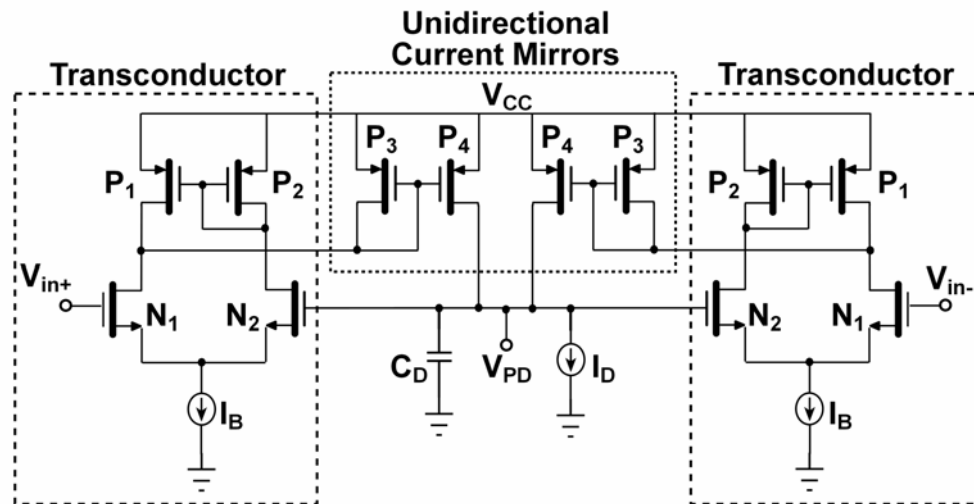 Unidirectional
Current Mirrors
Transconductor
Transconductor
V_CC
P_3 P_4 P_4 P_3
P_1 P_2 P_2 P_1
V_in+ V_in-
N_1 N_2 N_2 N_1
C_D V_PD I_D
I_B I_B